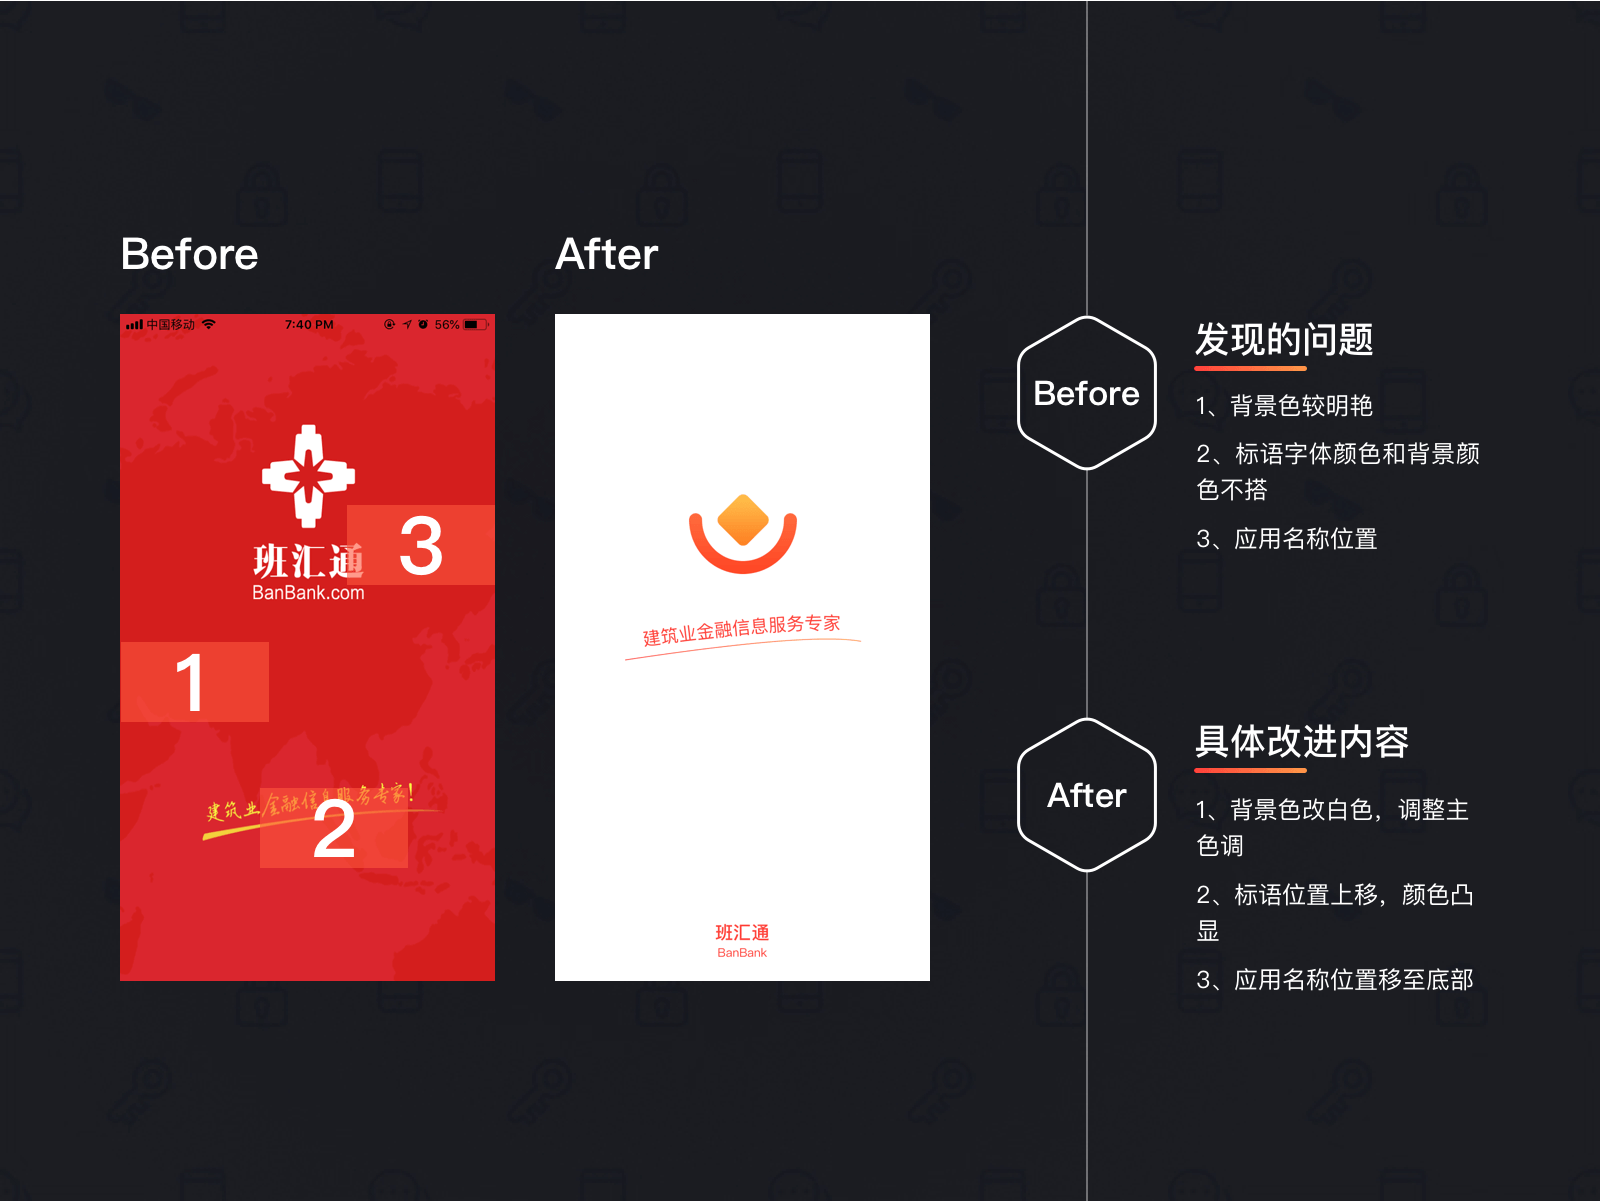 Before
After
中国移动
7:40 PM
56%
班汇通
BanBank.com
3
1
建筑业金融信息服务专家!
2
建筑业金融信息服务专家
班汇通
BanBank
Before
发现的问题
1、背景色较明艳
2、标语字体颜色和背景颜
色不搭
3、应用名称位置
After
具体改进内容
1、背景色改白色，调整主
色调
2、标语位置上移，颜色凸
显
3、应用名称位置移至底部